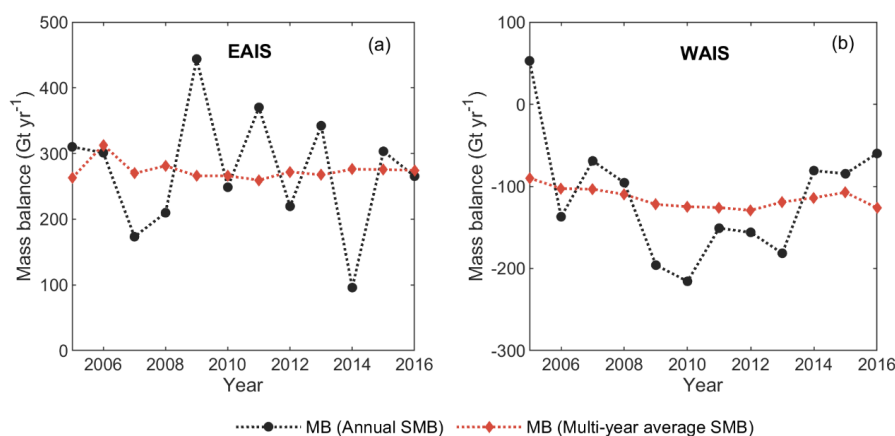 EAIS
(a)
Mass balance (Gt yr⁻¹)
500
400
300
200
100
0
2006 2008 2010 2012 2014 2016
Year
WAIS
(b)
Mass balance (Gt yr⁻¹)
100
0
-100
-200
-300
2006 2008 2010 2012 2014 2016
Year
MB (Annual SMB) MB (Multi-year average SMB)